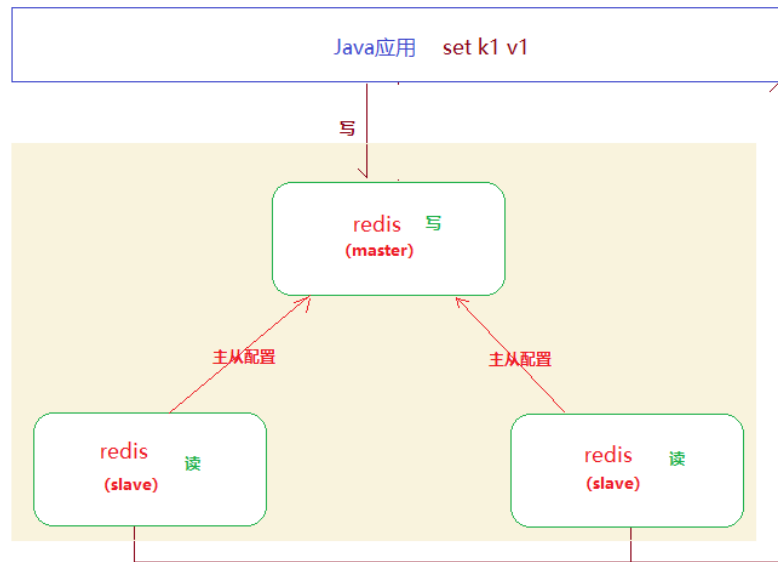 Java应用 set k1 v1
写
redis 写
(master)
主从配置 主从配置
redis 读
(slave)
redis 读
(slave)